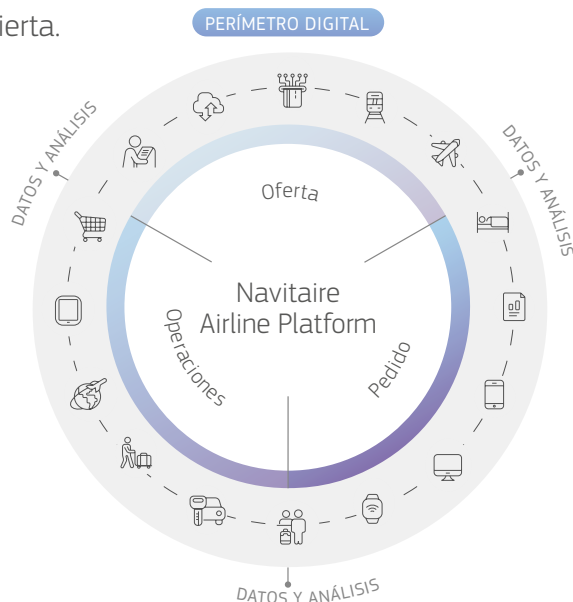 ierta.
PERÍMETRO DIGITAL
DATOS Y ANÁLISIS
DATOS Y ANÁLISIS
Oferta
Navitaire
Airline Platform
Operaciones
Pedido
DATOS Y ANÁLISIS